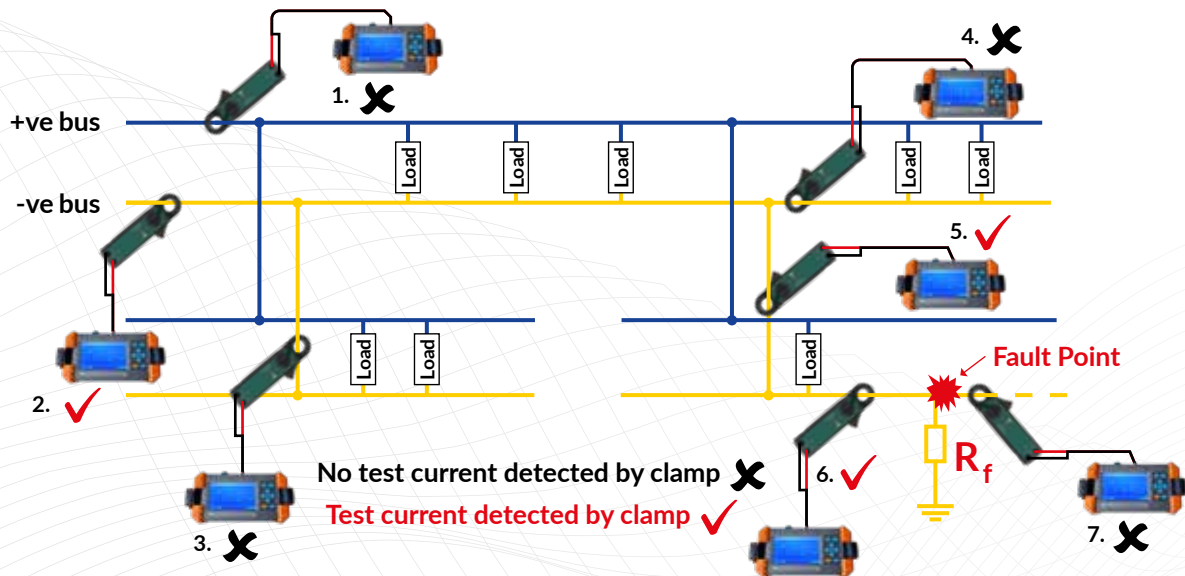 4. ✘
1. ✘
+ve bus
Load
Load
Load
Load
Load
-ve bus
5. ✓
Load
Load
Load
Fault Point
2. ✓
No test current detected by clamp ✘
6. ✓
R_f
Test current detected by clamp ✓
3. ✘
7. ✘